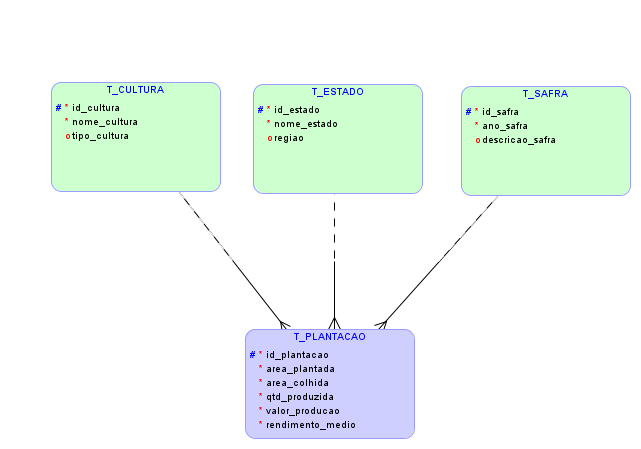 T_CULTURA
# * id_cultura
* nome_cultura
o tipo_cultura
T_ESTADO
# * id_estado
* nome_estado
o regiao
T_SAFRA
# * id_safra
* ano_safra
o descricao_safra
T_PLANTACAO
# * id_plantacao
* area_plantada
* area_colhida
* qtd_produzida
* valor_producao
* rendimento_medio